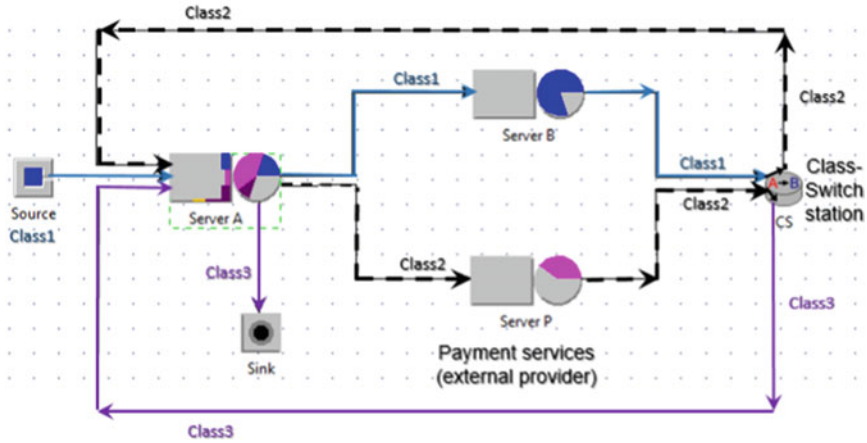 Class2
Class1
Server B
Class2
Source
Class1
Server A
Class1
Class2
A B
CS
Class-
Switch
station
Class3
Class2
Server P
Class3
Sink
Payment services
(external provider)
Class3